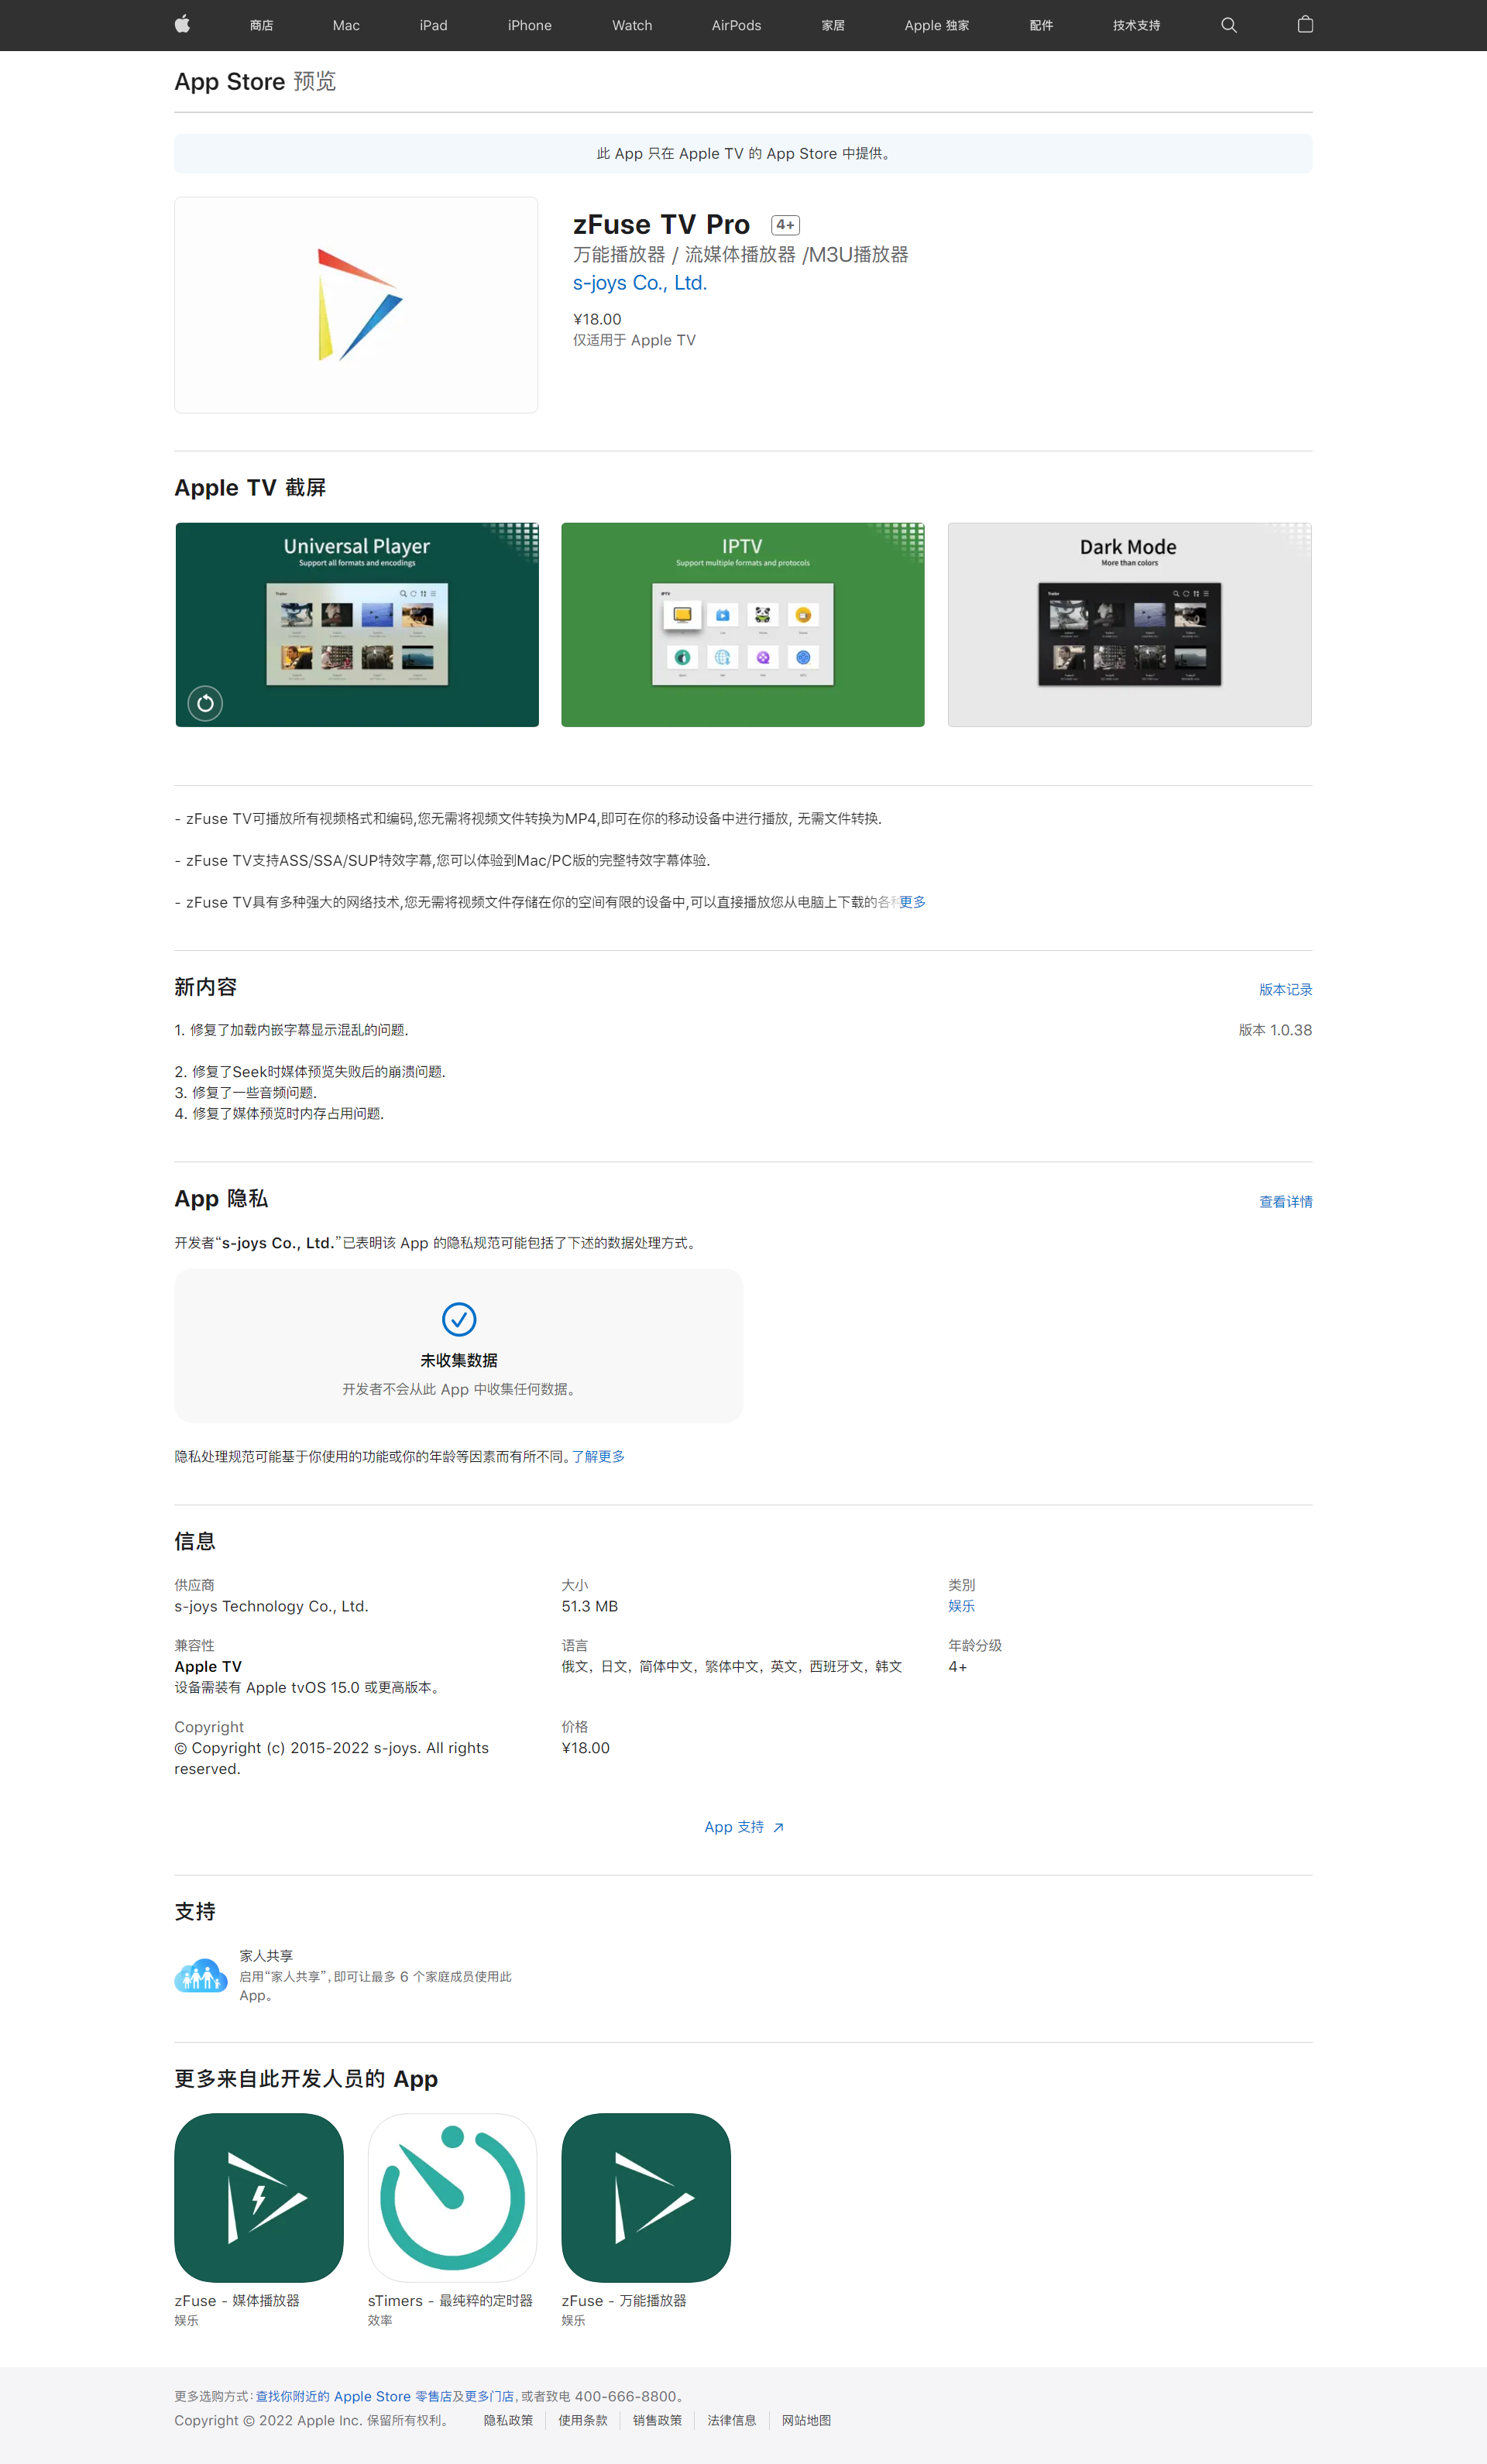 商店 Mac iPad iPhone Watch AirPods 家居 Apple 独家 配件 技术支持
App Store 预览
此 App 只在 Apple TV 的 App Store 中提供。
zFuse TV Pro 4+
万能播放器 / 流媒体播放器 /M3U播放器
s-joys Co., Ltd.
¥18.00
仅适用于 Apple TV
Apple TV 截屏
Universal Player
Support all formats and encodings
IPTV
Support multiple formats and protocols
IPTV
Dark Mode
More than colors
- zFuse TV可播放所有视频格式和编码,您无需将视频文件转换为MP4,即可在你的移动设备中进行播放, 无需文件转换.
- zFuse TV支持ASS/SSA/SUP特效字幕,您可以体验到Mac/PC版的完整特效字幕体验.
- zFuse TV具有多种强大的网络技术,您无需将视频文件存储在你的空间有限的设备中,可以直接播放您从电脑上下载的各种更多
新内容
版本记录
1. 修复了加载内嵌字幕显示混乱的问题.
版本 1.0.38
2. 修复了Seek时媒体预览失败后的崩溃问题.
3. 修复了一些音频问题.
4. 修复了媒体预览时内存占用问题.
App 隐私
查看详情
开发者“s-joys Co., Ltd.”已表明该 App 的隐私规范可能包括了下述的数据处理方式。
未收集数据
开发者不会从此 App 中收集任何数据。
隐私处理规范可能基于你使用的功能或你的年龄等因素而有所不同。了解更多
信息
供应商
s-joys Technology Co., Ltd.
大小
51.3 MB
类别
娱乐
兼容性
Apple TV
设备需装有 Apple tvOS 15.0 或更高版本。
语言
俄文, 日文, 简体中文, 繁体中文, 英文, 西班牙文, 韩文
年龄分级
4+
Copyright
© Copyright (c) 2015-2022 s-joys. All rights
reserved.
价格
¥18.00
App 支持
支持
家人共享
启用“家人共享”,即可让最多 6 个家庭成员使用此
App。
更多来自此开发人员的 App
zFuse - 媒体播放器
娱乐
sTimers - 最纯粹的定时器
效率
zFuse - 万能播放器
娱乐
更多选购方式：查找你附近的 Apple Store 零售店及更多门店，或者致电 400-666-8800。
Copyright © 2022 Apple Inc. 保留所有权利。 隐私政策 使用条款 销售政策 法律信息 网站地图